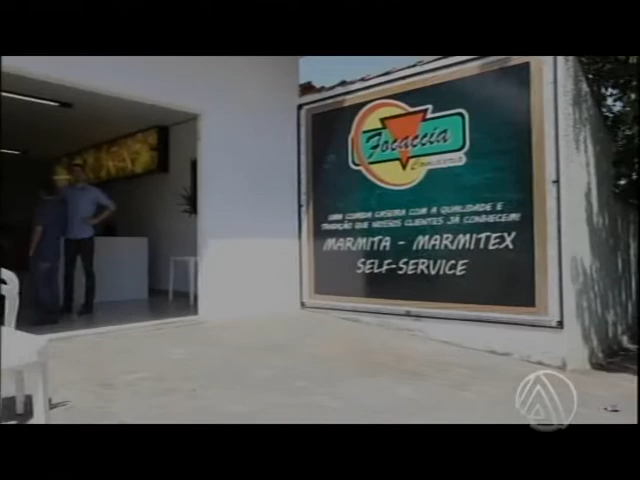 Focaccia
UMA COMIDA CASEIRA COM A QUALIDADE E
TRADIÇÃO QUE NOSSOS CLIENTES JÁ CONHECEM!
MARMITA - MARMITEX
SELF-SERVICE